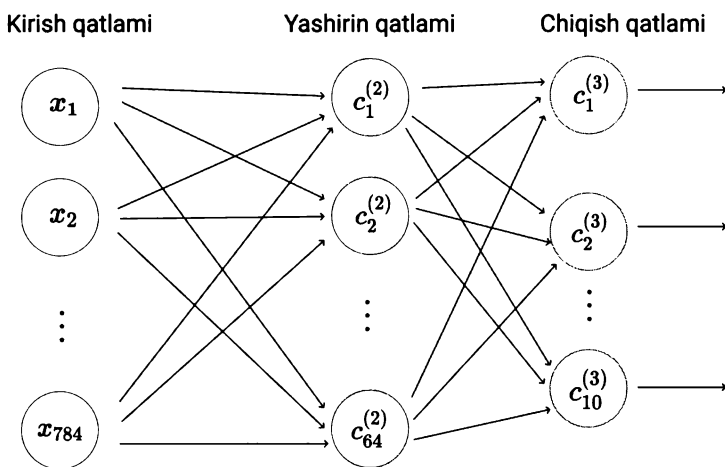 Kirish qatlami Yashirin qatlami Chiqish qatlami
x₁ c₁⁽²⁾ c₁⁽³⁾
x₂ c₂⁽²⁾ c₂⁽³⁾
⋮ ⋮ ⋮
x₇₈₄ c₆₄⁽²⁾ c₁₀⁽³⁾